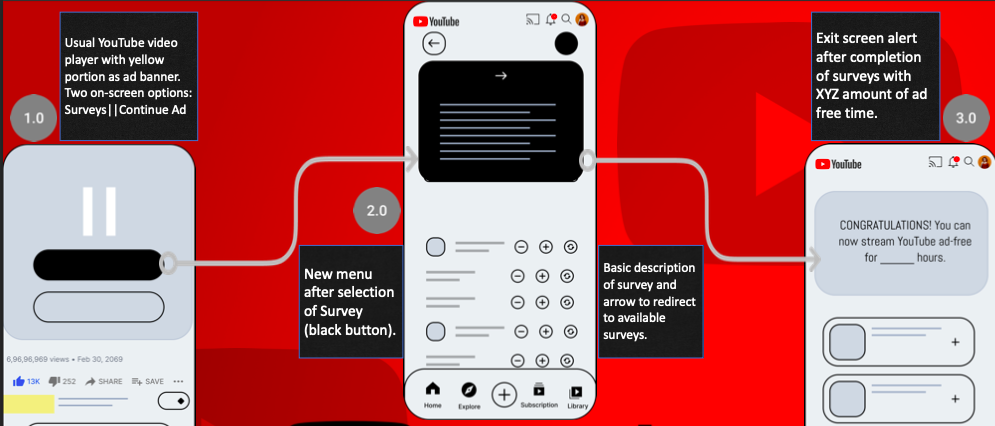 Usual YouTube video
player with yellow
portion as ad banner.
Two on-screen options:
Surveys||Continue Ad
1.0
6,96,96,969 views • Feb 30, 2069
13K
252
SHARE
SAVE
2.0
New menu
after selection
of Survey
(black button).
YouTube
Home
Explore
Subscription
Library
Basic description
of survey and
arrow to redirect
to available
surveys.
Exit screen alert
after completion
of surveys with
XYZ amount of ad
free time.
3.0
YouTube
CONGRATULATIONS! You can
now stream YouTube ad-free
for ______ hours.